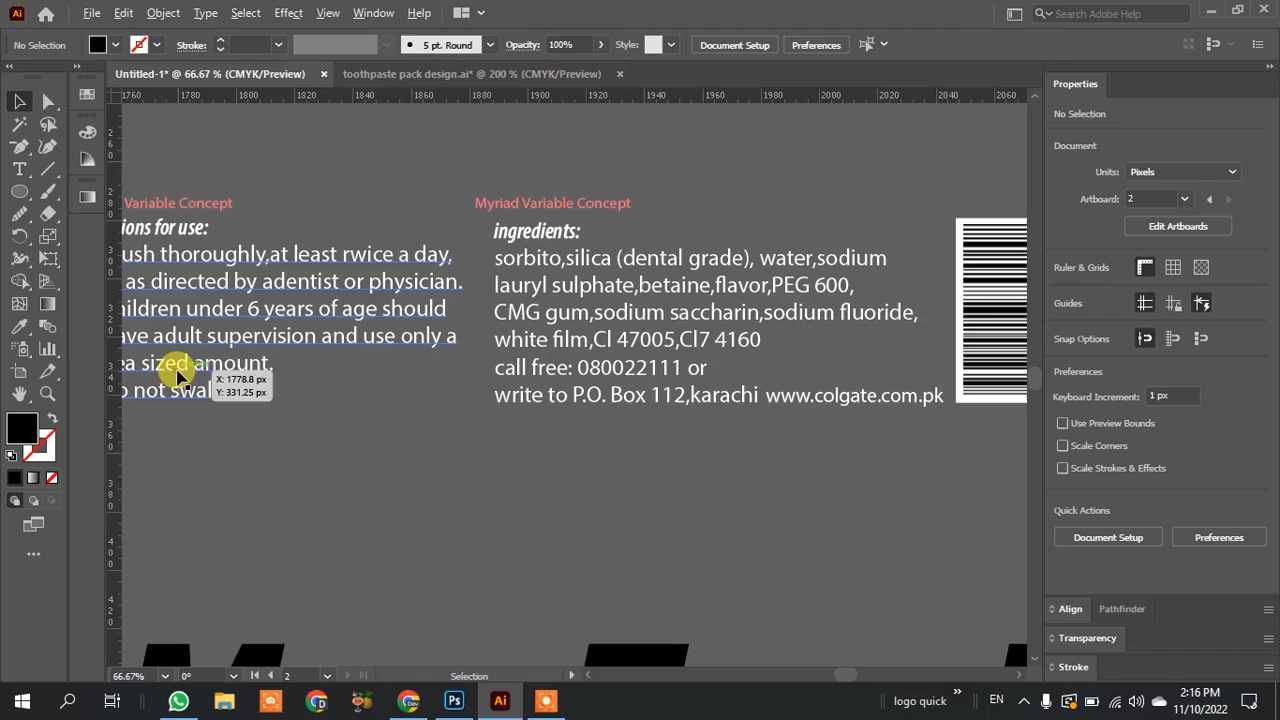 File Edit Object Type Select Effect View Window Help
Search Adobe Help
No Selection Stroke: 5 pt. Round Opacity: 100% Style: Document Setup Preferences
Untitled-1* @ 66.67 % (CMYK/Preview) toothpaste pack design.ai* @ 200 % (CMYK/Preview)
Properties
1760 1780 1800 1820 1840 1860 1880 1900 1920 1940 1960 1980 2000 2020 2040 2060
No Selection
Document
Units: Pixels
Artboard: 2
Edit Artboards
Ruler & Grids
Guides
Snap Options
Preferences
Keyboard Increment: 1 px
Use Preview Bounds
Scale Corners
Scale Strokes & Effects
Quick Actions
Document Setup Preferences
Align Pathfinder
Transparency
Stroke
Variable Concept
ions for use:
ush thoroughly,at least rwice a day,
as directed by adentist or physician.
hildren under 6 years of age should
ave adult supervision and use only a
ea sized amount.
o not swal
X: 1778.8 px
Y: 331.25 px
Myriad Variable Concept
ingredients:
sorbito,silica (dental grade), water,sodium
lauryl sulphate,betaine,flavor,PEG 600,
CMG gum,sodium saccharin,sodium fluoride,
white film,Cl 47005,Cl7 4160
call free: 080022111 or
write to P.O. Box 112,karachi www.colgate.com.pk
66.67% 0° 2 Selection
logo quick EN 2:16 PM
11/10/2022